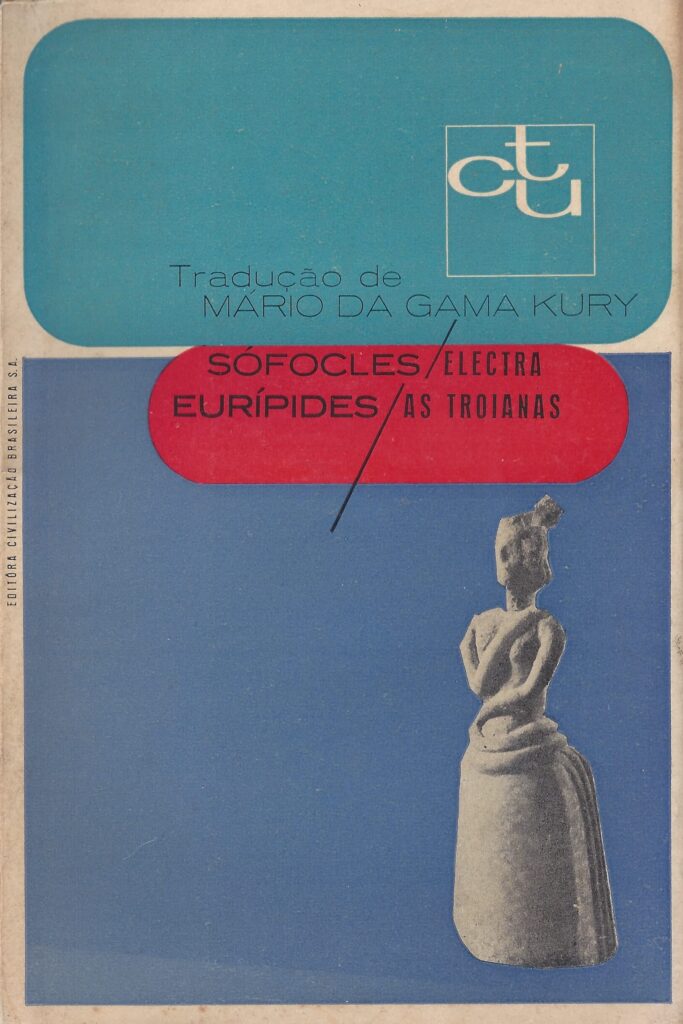 ctu
Tradução de
MÁRIO DA GAMA KURY
SÓFOCLES/ELECTRA
EURÍPIDES/AS TROIANAS
EDITÔRA CIVILIZAÇÃO BRASILEIRA S.A.